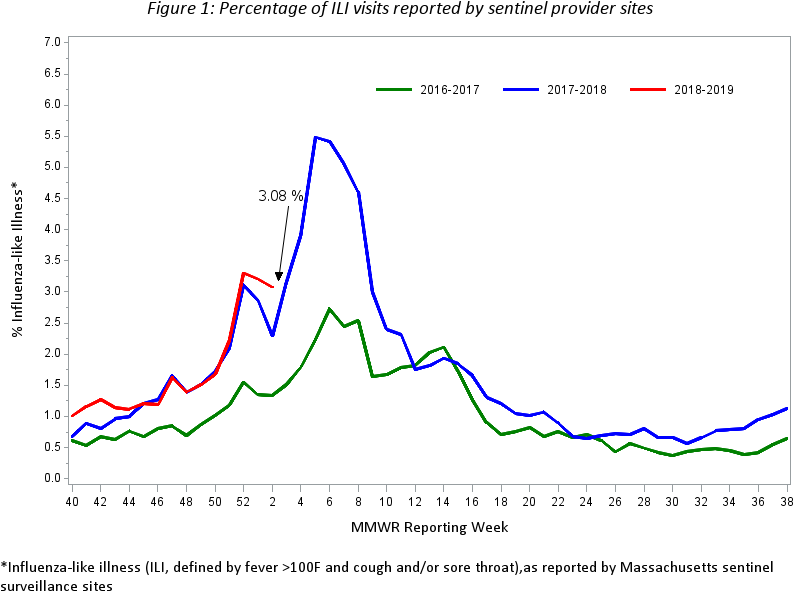 Figure 1: Percentage of ILI visits reported by sentinel provider sites
7.0
6.5
6.0
5.5
5.0
4.5
4.0
3.5
3.0
2.5
2.0
1.5
1.0
0.5
0.0
% Influenza-like Illness*
2016-2017 2017-2018 2018-2019
3.08 %
40 42 44 46 48 50 52 2 4 6 8 10 12 14 16 18 20 22 24 26 28 30 32 34 36 38
MMWR Reporting Week
*Influenza-like illness (ILI, defined by fever >100F and cough and/or sore throat),as reported by Massachusetts sentinel
surveillance sites